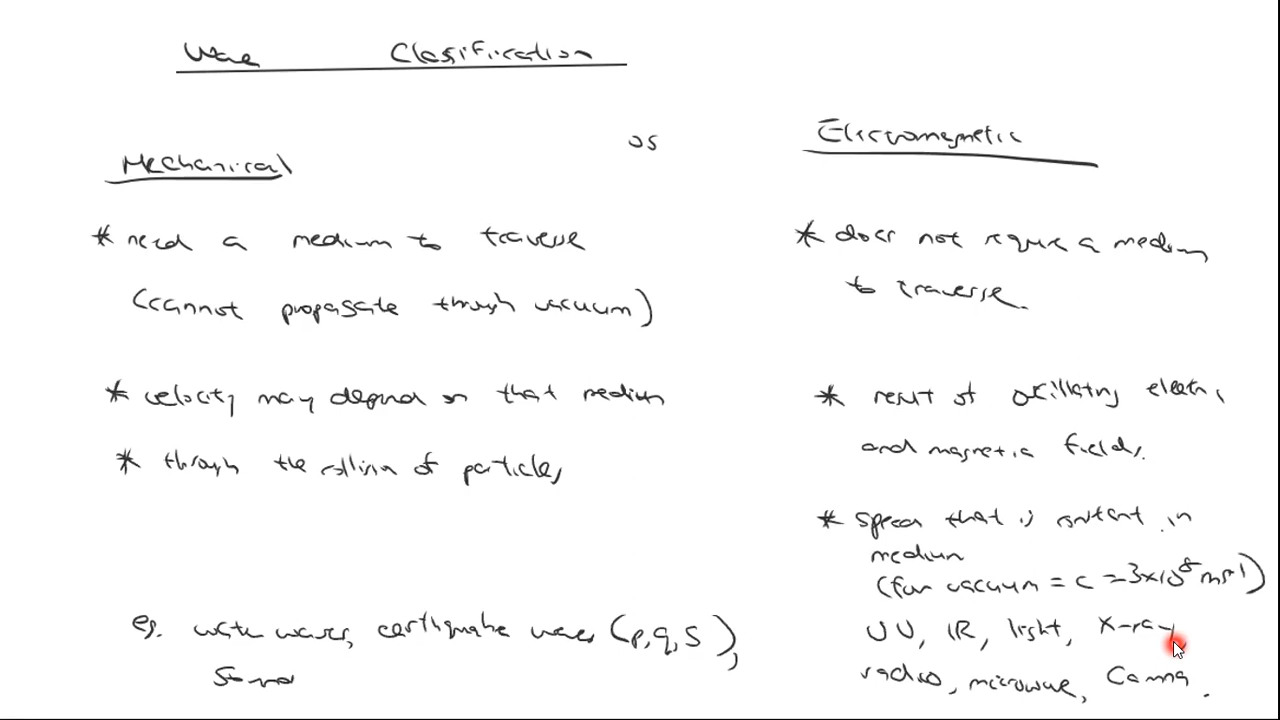 Wave Classification
Mechanical
vs
Electromagnetic
* need a medium to traverse
(cannot propagate through vacuum)
* velocity may depend on that medium
* through the collision of particles
eg. water waves, earthquake waves (p, q, s),
Sound
* does not require a medium
to traverse.
* result of oscillating electric
and magnetic fields.
* speed that is constant in
medium
(for vacuum = c = 3×10⁸ ms⁻¹)
UV, IR, light, X-ray
radio, microwave, Gamma.